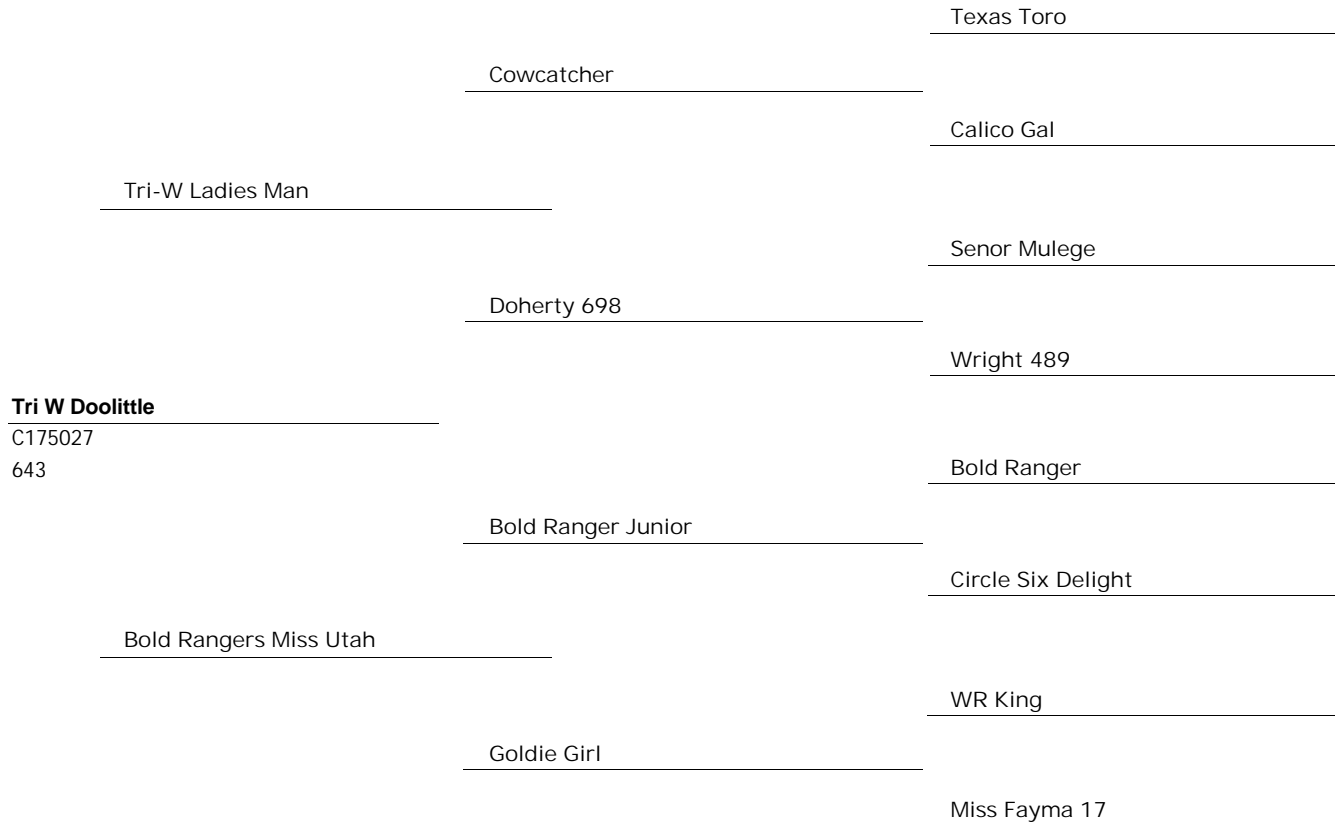 Texas Toro
Cowcatcher
Calico Gal
Tri-W Ladies Man
Senor Mulege
Doherty 698
Wright 489
Tri W Doolittle
C175027
643
Bold Ranger
Bold Ranger Junior
Circle Six Delight
Bold Rangers Miss Utah
WR King
Goldie Girl
Miss Fayma 17